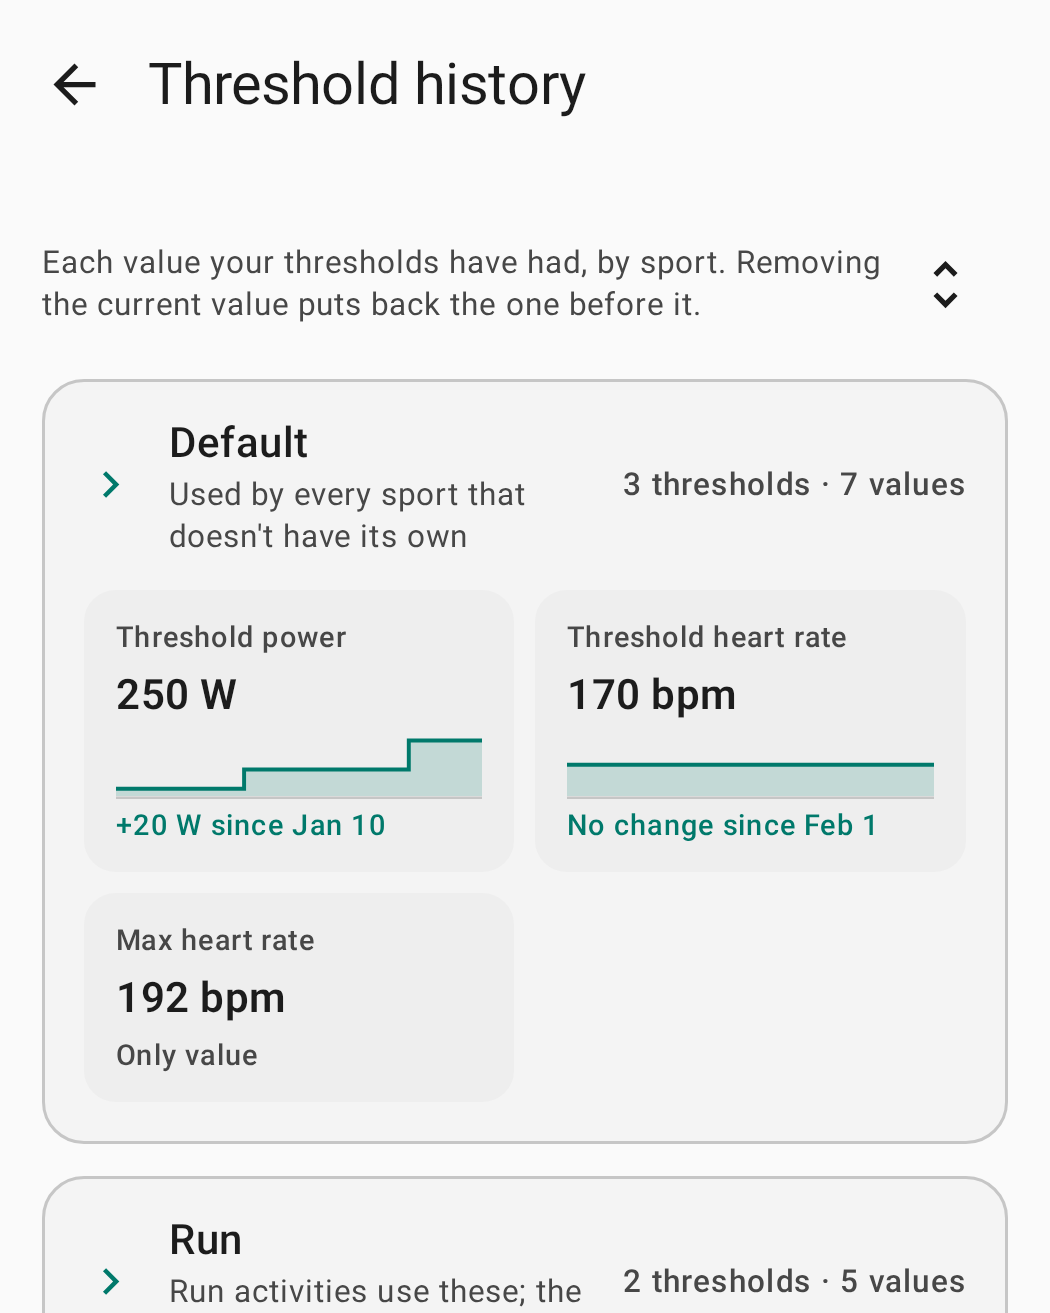 Threshold history
Each value your thresholds have had, by sport. Removing
the current value puts back the one before it.
Default
Used by every sport that
doesn't have its own
3 thresholds · 7 values
Threshold power
250 W
+20 W since Jan 10
Threshold heart rate
170 bpm
No change since Feb 1
Max heart rate
192 bpm
Only value
Run
Run activities use these; the
2 thresholds · 5 values